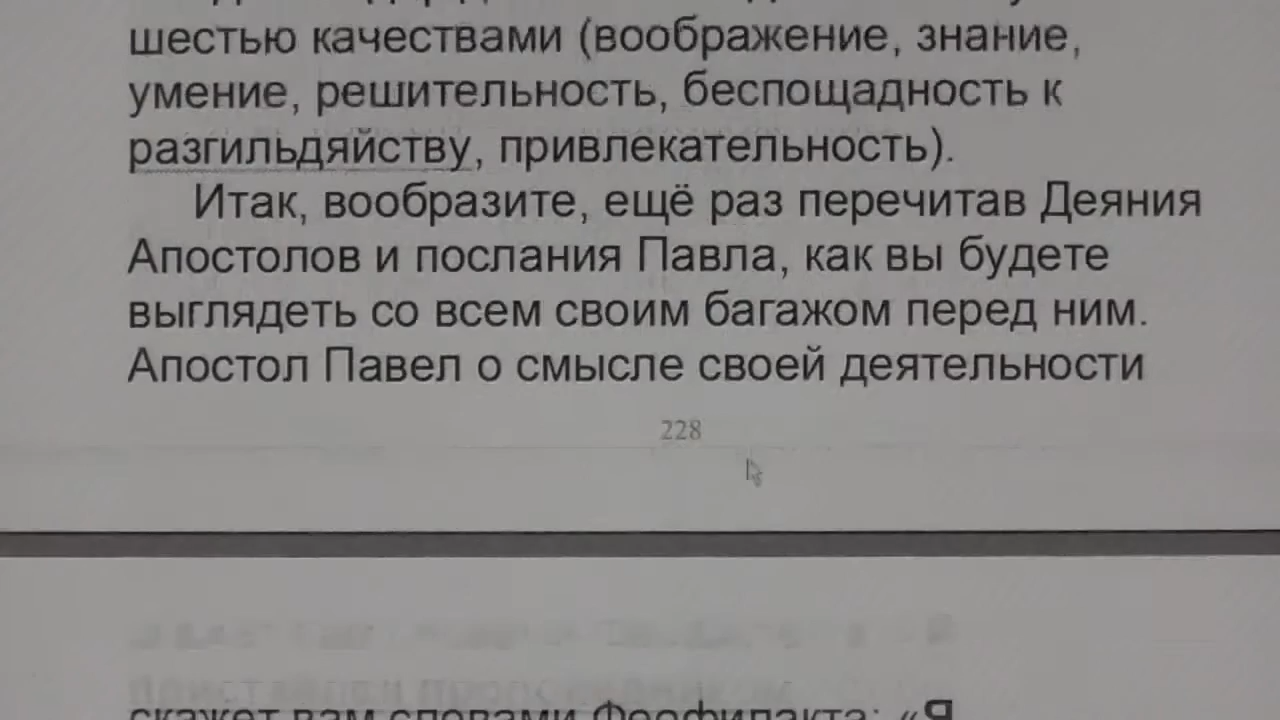 шестью качествами (воображение, знание,
умение, решительность, беспощадность к
разгильдяйству, привлекательность).
Итак, вообразите, ещё раз перечитав Деяния
Апостолов и послания Павла, как вы будете
выглядеть со всем своим багажом перед ним.
Апостол Павел о смысле своей деятельности
228
скажет вам словами Феофилакта: «Я